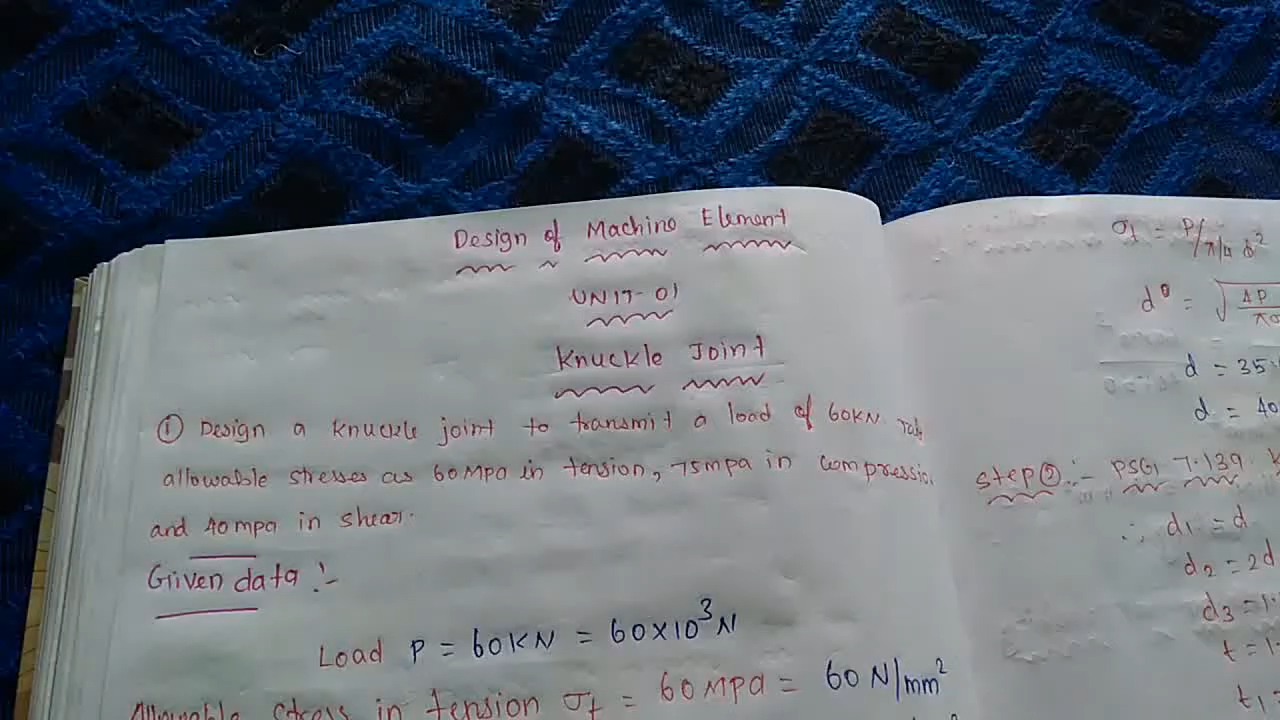 Design of Machine Element
UNIT-01
Knuckle Joint
① Design a knuckle joint to transmit a load of 60KN.
allowable stresses as 60Mpa in tension, 75mpa in compressio
and 40mpa in shear.
Given data :-
Load P = 60KN = 60×10³N
Allowable stress in tension σt = 60Mpa = 60 N/mm²
σt = P/π/4 d²
d = √4P
d = 35
d = 40
step② :- PSG 7.139
∴ d1 = d
d2 = 2d
d3 = 1.
t = 1.
t1 =